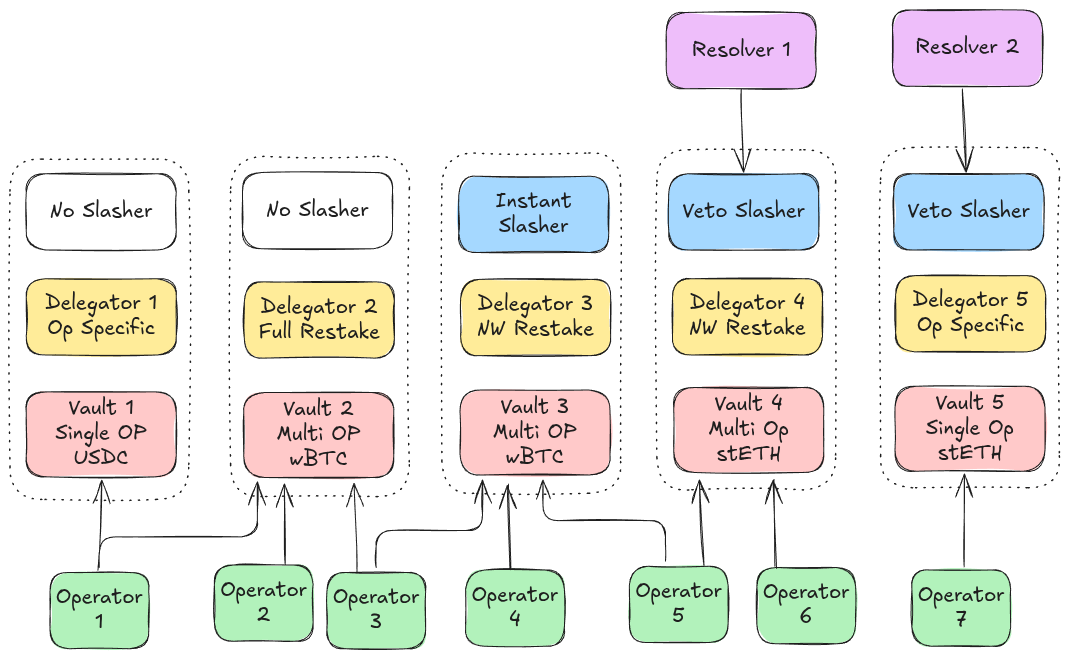 Resolver 1
Resolver 2
No Slasher
No Slasher
Instant
Slasher
Veto Slasher
Veto Slasher
Delegator 1
Op Specific
Delegator 2
Full Restake
Delegator 3
NW Restake
Delegator 4
NW Restake
Delegator 5
Op Specific
Vault 1
Single OP
USDC
Vault 2
Multi OP
wBTC
Vault 3
Multi OP
wBTC
Vault 4
Multi Op
stETH
Vault 5
Single Op
stETH
Operator
1
Operator
2
Operator
3
Operator
4
Operator
5
Operator
6
Operator
7